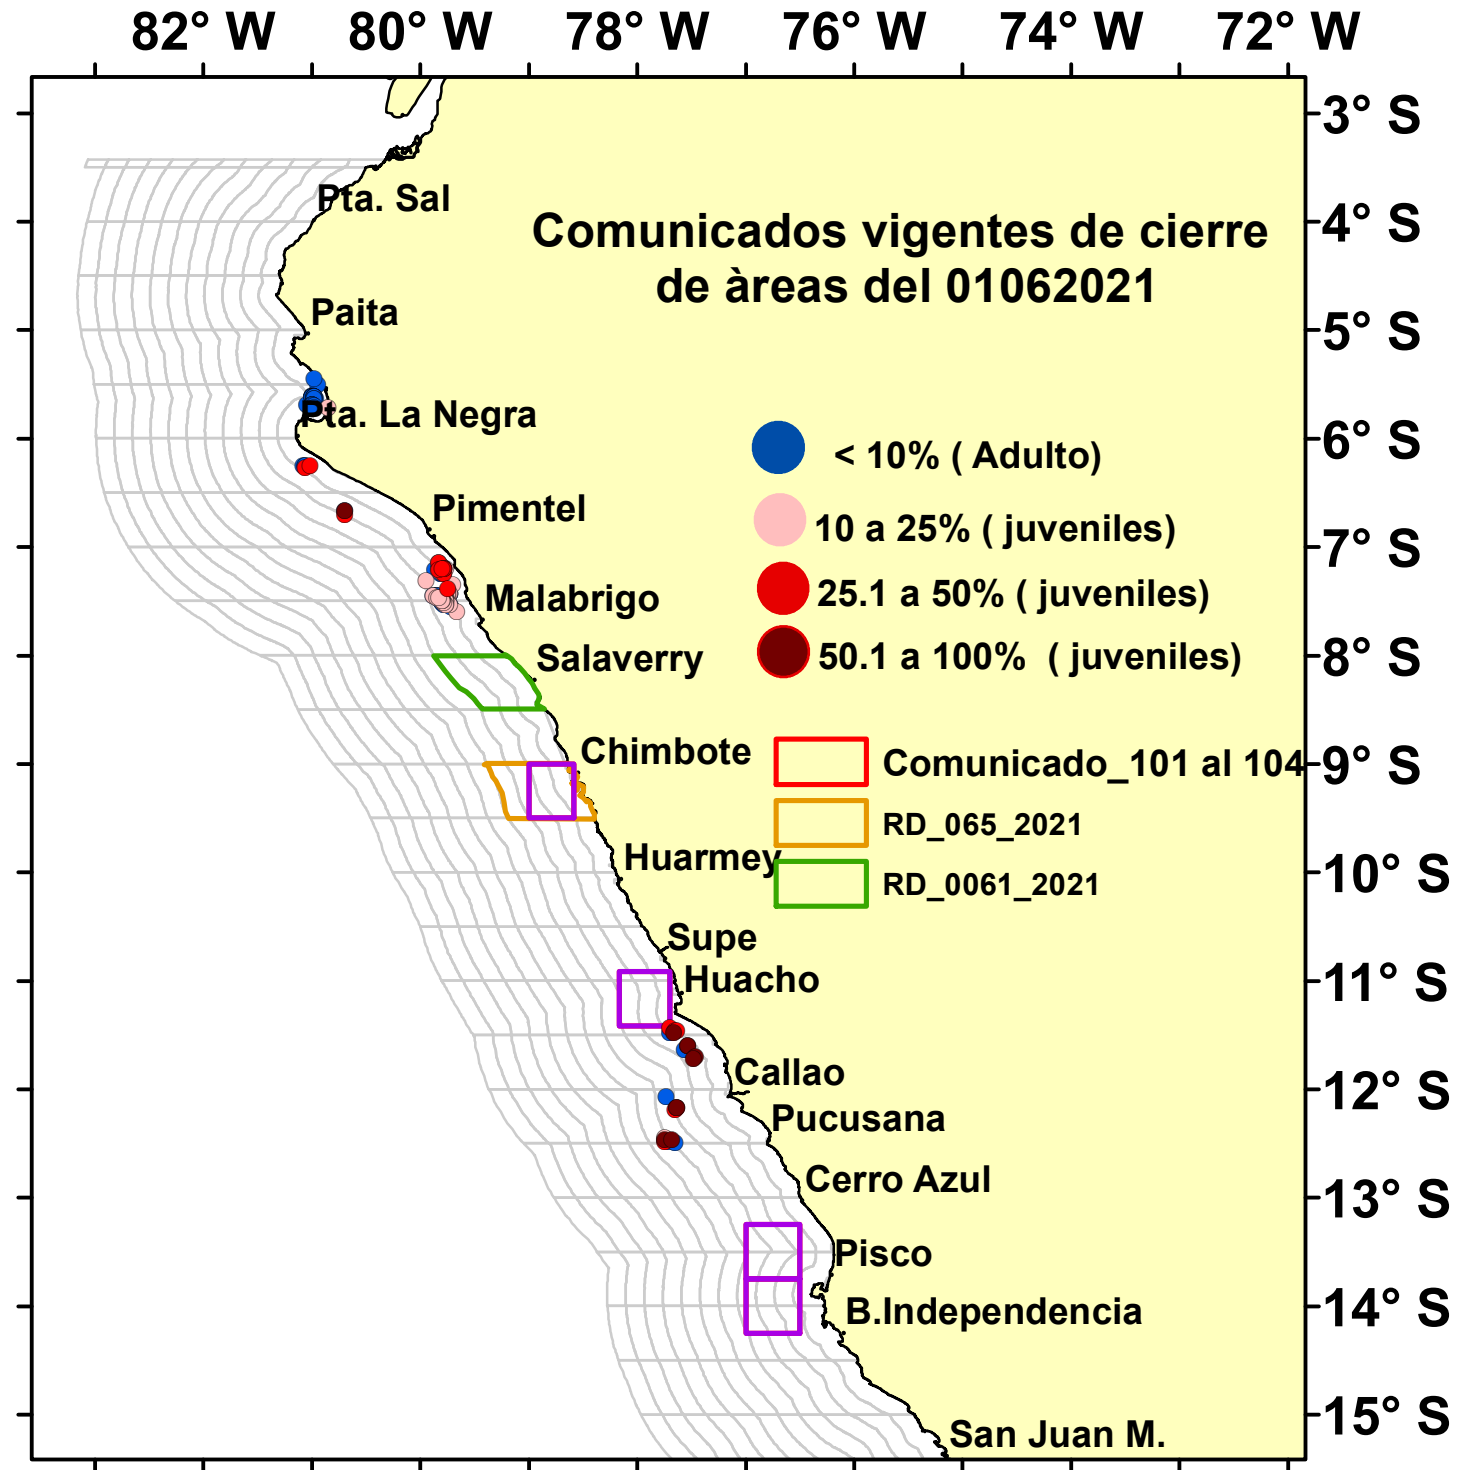 82° W 80° W 78° W 76° W 74° W 72° W
3° S
Pta. Sal
4° S
Comunicados vigentes de cierre
de àreas del 01062021
Paita
5° S
Pta. La Negra
6° S
< 10% ( Adulto)
Pimentel
10 a 25% ( juveniles)
7° S
Malabrigo
25.1 a 50% ( juveniles)
Salaverry
50.1 a 100% ( juveniles)
8° S
Chimbote
Comunicado_101 al 104
9° S
RD_065_2021
Huarmey
10° S
RD_0061_2021
Supe
Huacho
11° S
Callao
12° S
Pucusana
Cerro Azul
13° S
Pisco
B.Independencia
14° S
San Juan M.
15° S